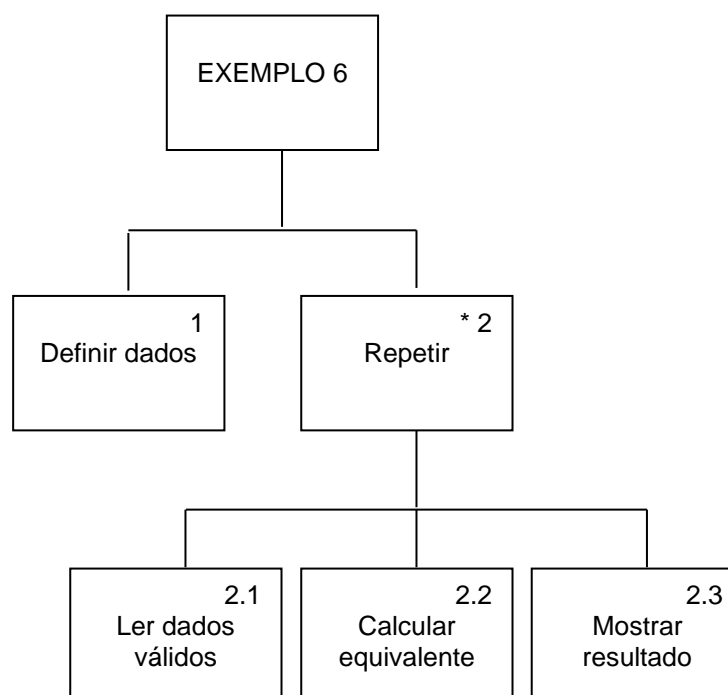 EXEMPLO 6
1
Definir dados
* 2
Repetir
2.1
Ler dados
válidos
2.2
Calcular
equivalente
2.3
Mostrar
resultado